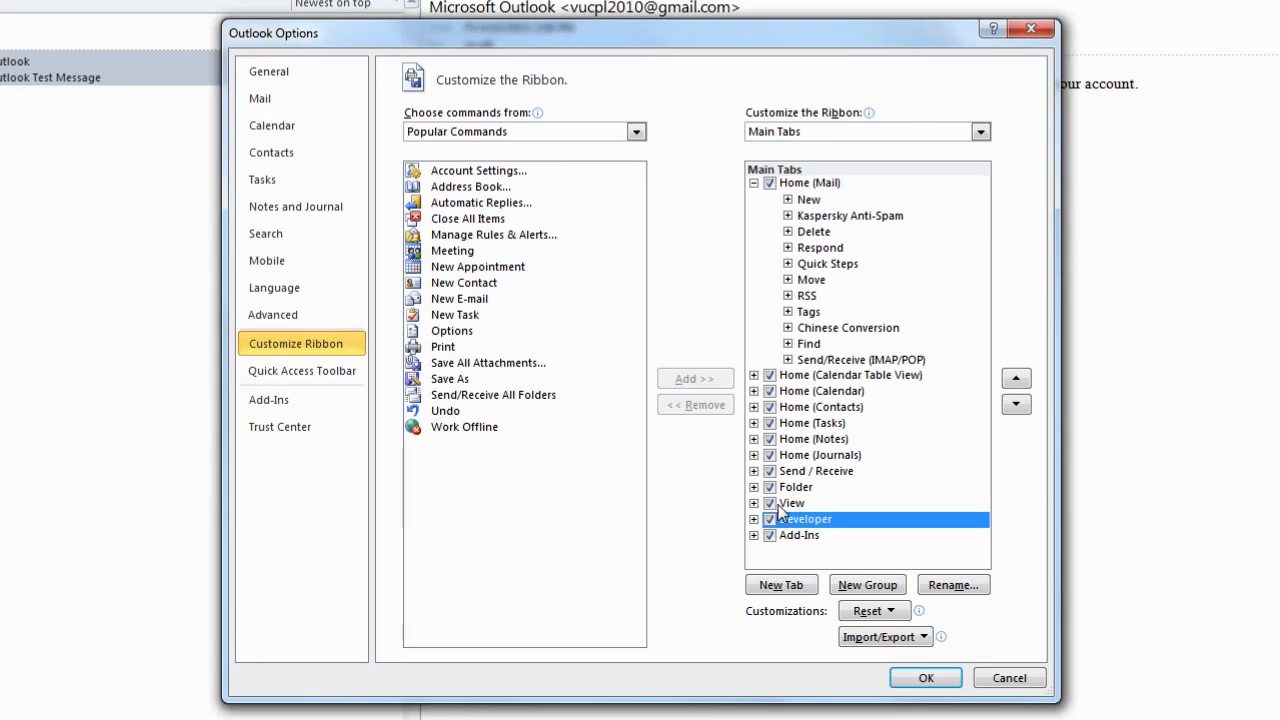 Newest on top
Microsoft Outlook <vucpl2010@gmail.com>
utlook
utlook Test Message
our account.
Outlook Options
General
Mail
Calendar
Contacts
Tasks
Notes and Journal
Search
Mobile
Language
Advanced
Customize Ribbon
Quick Access Toolbar
Add-Ins
Trust Center
Customize the Ribbon.
Choose commands from:
Popular Commands
Account Settings...
Address Book...
Automatic Replies...
Close All Items
Manage Rules & Alerts...
Meeting
New Appointment
New Contact
New E-mail
New Task
Options
Print
Save All Attachments...
Save As
Send/Receive All Folders
Undo
Work Offline
Add >>
<< Remove
Customize the Ribbon:
Main Tabs
Main Tabs
Home (Mail)
New
Kaspersky Anti-Spam
Delete
Respond
Quick Steps
Move
RSS
Tags
Chinese Conversion
Find
Send/Receive (IMAP/POP)
Home (Calendar Table View)
Home (Calendar)
Home (Contacts)
Home (Tasks)
Home (Notes)
Home (Journals)
Send / Receive
Folder
View
Developer
Add-Ins
New Tab
New Group
Rename...
Customizations:
Reset
Import/Export
OK
Cancel